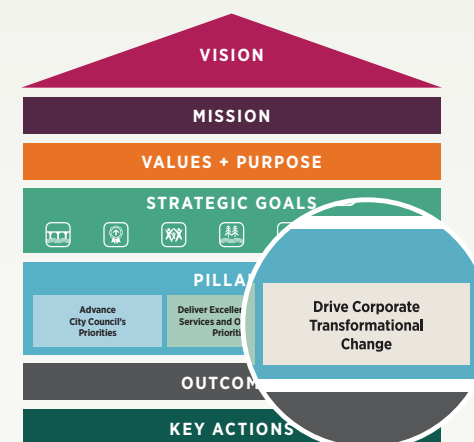 VISION
MISSION
VALUES + PURPOSE
STRATEGIC GOALS
PILLA
Advance
City Council's
Priorities
Deliver Excellen
Services and O
Prioriti
Drive Corporate
Transformational
Change
OUTCOM
KEY ACTIONS